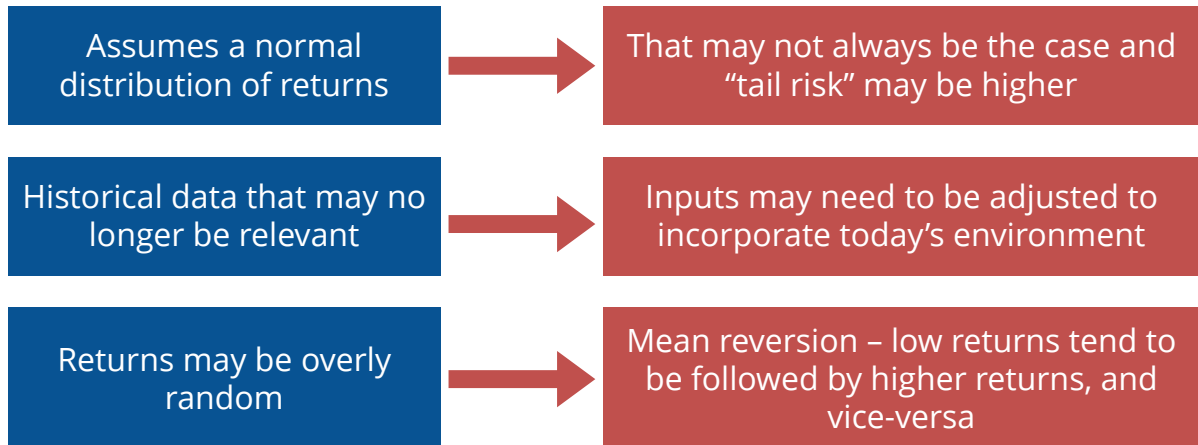 Assumes a normal
distribution of returns
That may not always be the case and
“tail risk” may be higher
Historical data that may no
longer be relevant
Inputs may need to be adjusted to
incorporate today’s environment
Returns may be overly
random
Mean reversion – low returns tend to
be followed by higher returns, and
vice-versa